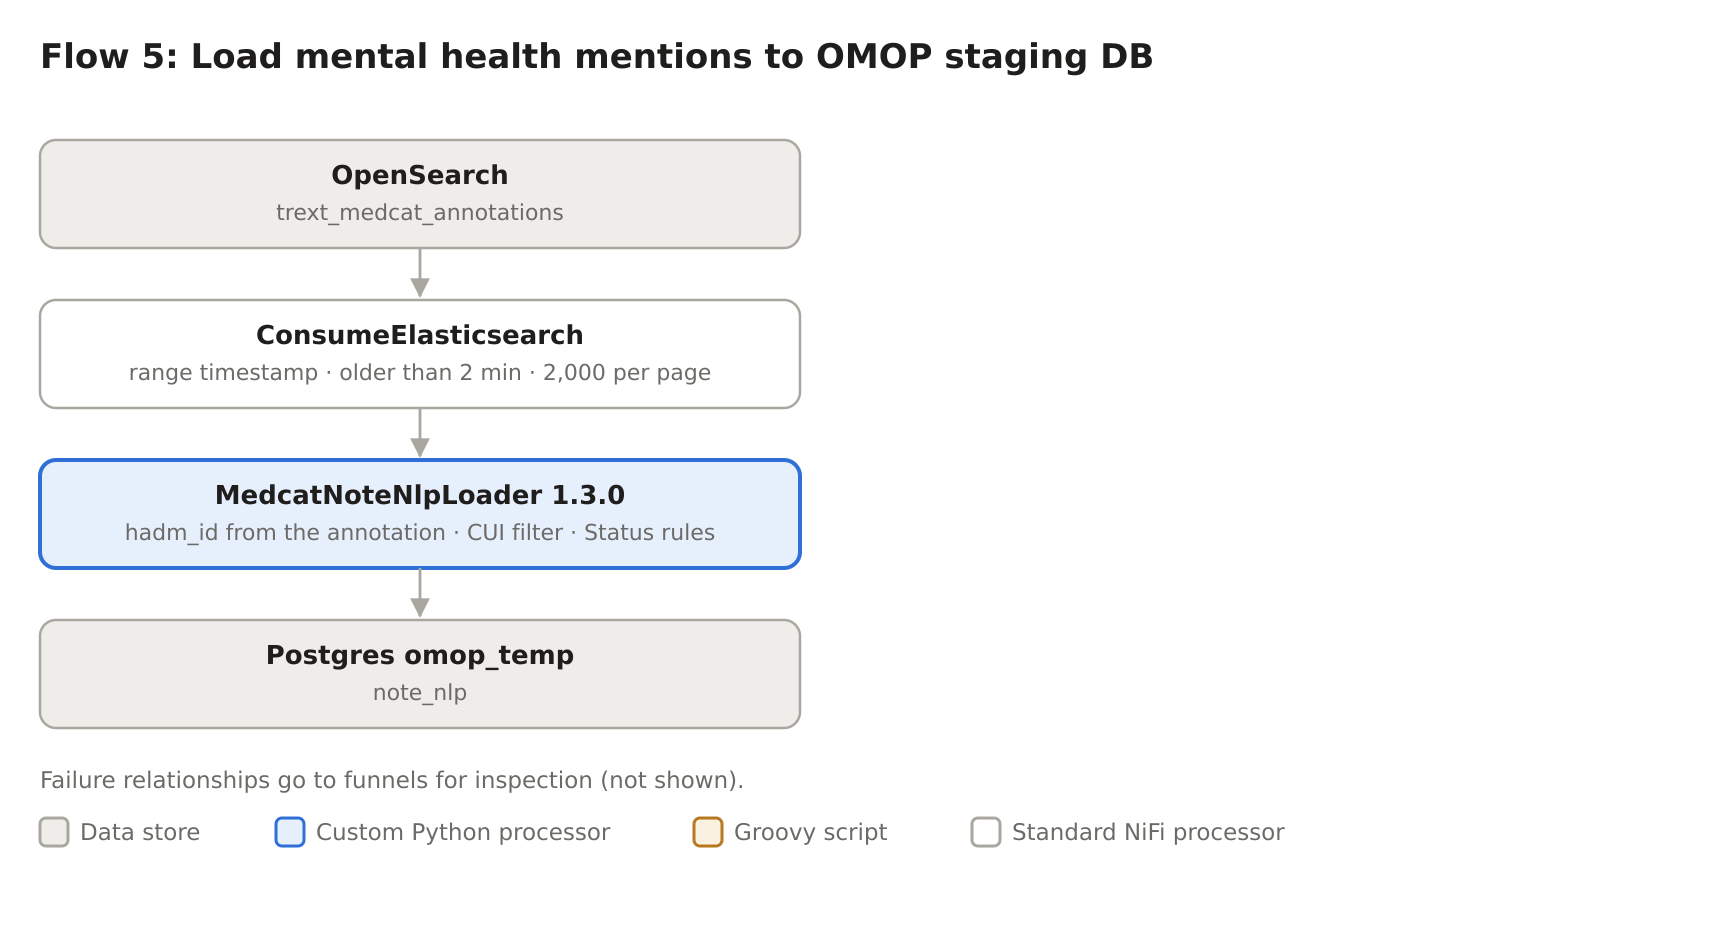 Flow 5: Load mental health mentions to OMOP staging DB
OpenSearch
trext_medcat_annotations
ConsumeElasticsearch
range timestamp · older than 2 min · 2,000 per page
MedcatNoteNlpLoader 1.3.0
hadm_id from the annotation · CUI filter · Status rules
Postgres omop_temp
note_nlp
Failure relationships go to funnels for inspection (not shown).
Data store
Custom Python processor
Groovy script
Standard NiFi processor